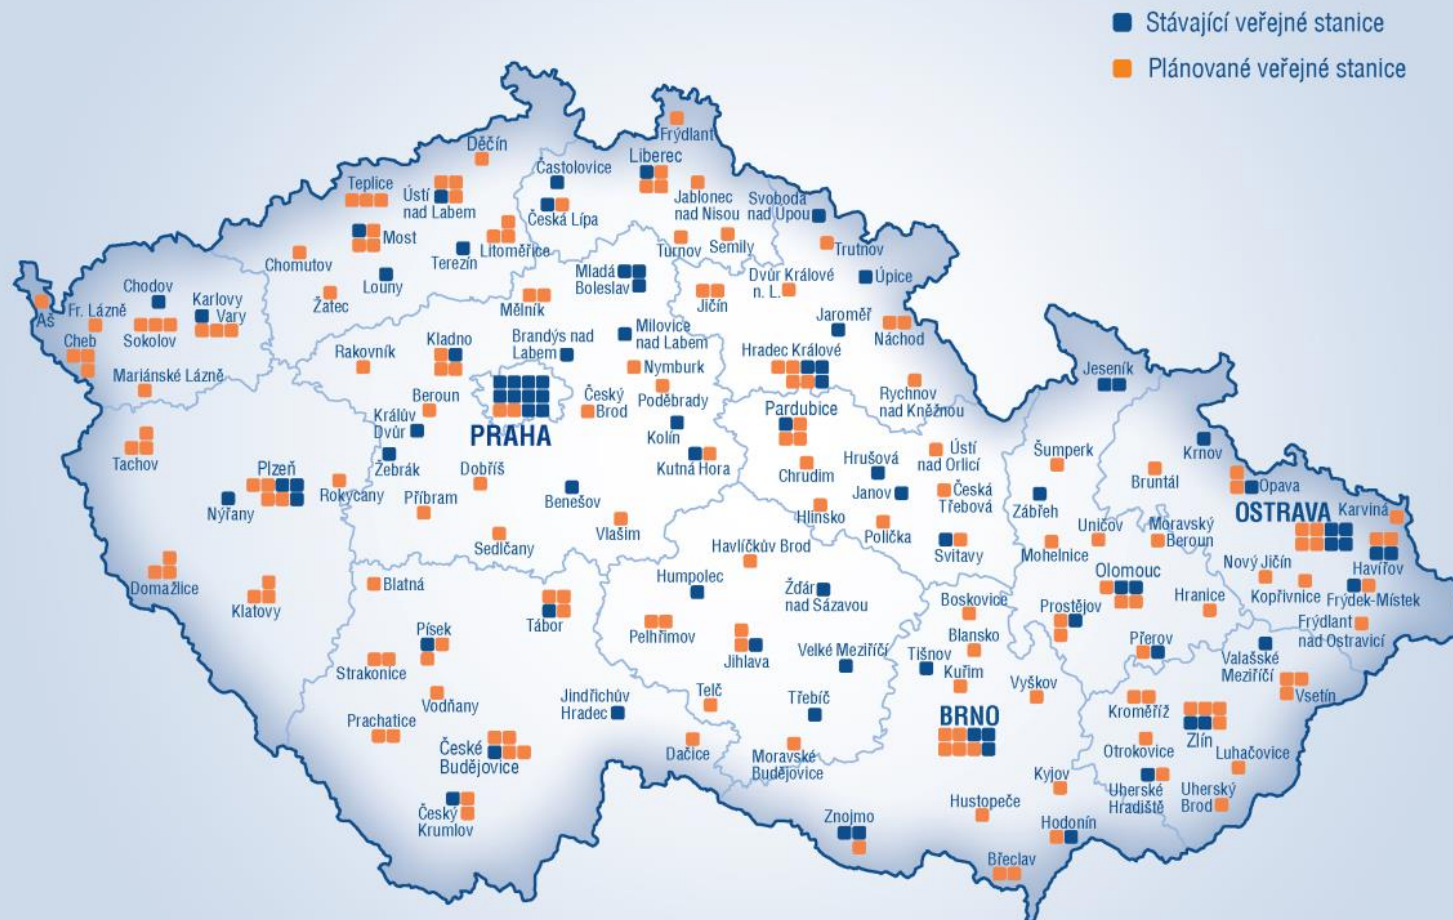 Stávající veřejné stanice
Plánované veřejné stanice
Frýdlant
Děčín
Liberec
Častolovice
Teplice
Ústí
nad Labem
Jablonec
nad Nisou
Svoboda
nad Upou
Česká Lípa
Most
Litoměřice
Turnov
Semily
Trutnov
Terezín
Chomutov
Mladá
Boleslav
Dvůr Králové
n. L.
Úpice
Louny
Chodov
Karlovy
Vary
Žatec
Mělník
Jičín
Fr. Lázně
Aš
Sokolov
Jaroměř
Náchod
Kladno
Brandýs nad
Labem
Milovice
nad Labem
Cheb
Rakovník
Hradec Králové
Nymburk
Mariánské Lázně
Jeseník
Beroun
Český
Brod
Poděbrady
Rychnov
nad Kněžnou
Králův
Dvůr
PRAHA
Pardubice
Kolín
Krnov
Tachov
Žebrák
Kutná Hora
Hrušová
Ústí
nad Orlicí
Šumperk
Plzeň
Dobříš
Chrudim
Bruntál
Rokycany
Příbram
Benešov
Janov
Česká
Třebová
Opava
Nýřany
Hlinsko
Zábřeh
OSTRAVA
Karviná
Vlašim
Polička
Uničov
Moravský
Beroun
Sedlčany
Havlíčkův Brod
Svitavy
Mohelnice
Nový Jičín
Havířov
Domažlice
Blatná
Humpolec
Žďár
nad Sázavou
Olomouc
Kopřivnice
Frýdek-Místek
Klatovy
Boskovice
Prostějov
Hranice
Tábor
Pelhřimov
Frýdlant
nad Ostravicí
Písek
Blansko
Přerov
Jihlava
Velké Meziříčí
Tišnov
Valašské
Meziříčí
Strakonice
Kuřim
Vyškov
Vsetín
Vodňany
Jindřichův
Hradec
Telč
Třebíč
Kroměříž
Prachatice
BRNO
Zlín
České
Budějovice
Dačice
Moravské
Budějovice
Otrokovice
Luhačovice
Kyjov
Uherské
Hradiště
Uherský
Brod
Český
Krumlov
Hustopeče
Znojmo
Hodonín
Břeclav